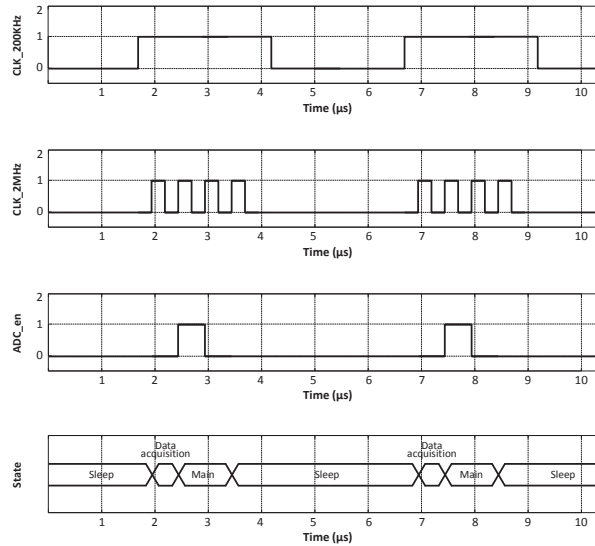 2
1
0
CLK_200KHz
1 2 3 4 5 6 7 8 9 10
Time (μs)
2
1
0
CLK_2MHz
1 2 3 4 5 6 7 8 9 10
Time (μs)
2
1
0
ADC_en
1 2 3 4 5 6 7 8 9 10
Time (μs)
State
Data
acquisition
Data
acquisition
Sleep Main Sleep Main Sleep
1 2 3 4 5 6 7 8 9 10
Time (μs)